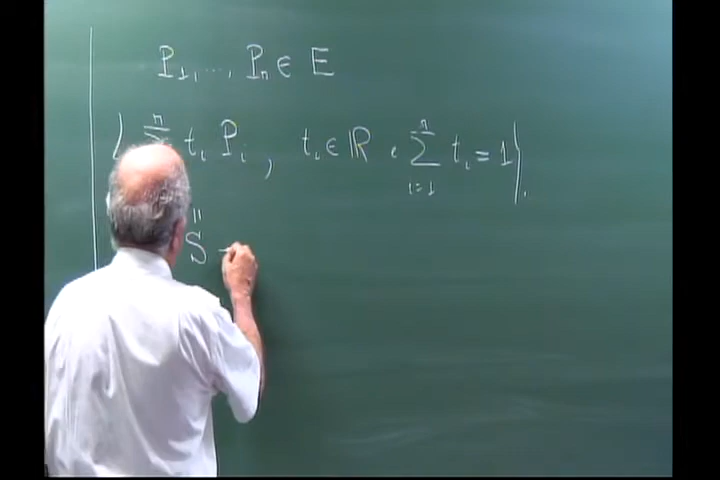 P₁, ..., Pₙ ∈ E
{ ∑ⁿ tᵢ Pᵢ , tᵢ ∈ ℝ , ∑ⁿᵢ₌₁ tᵢ = 1 }.
"
S -